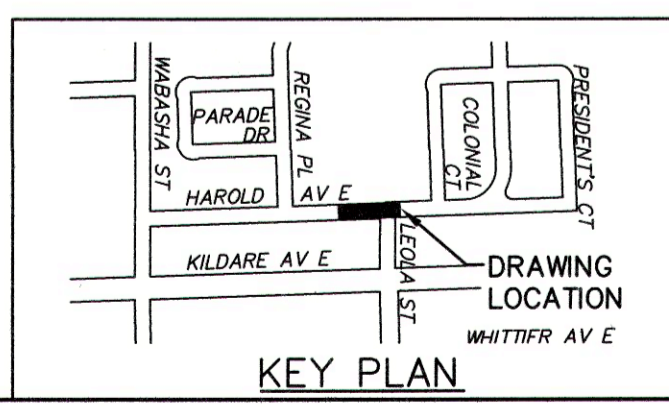 WABASHA ST
PARADE
DR
REGINA PL
COLONIAL
CT
PRESIDENT'S CT
HAROLD AV E
KILDARE AV E
LEOLA ST
DRAWING
LOCATION
WHITTIFR AV E
KEY PLAN